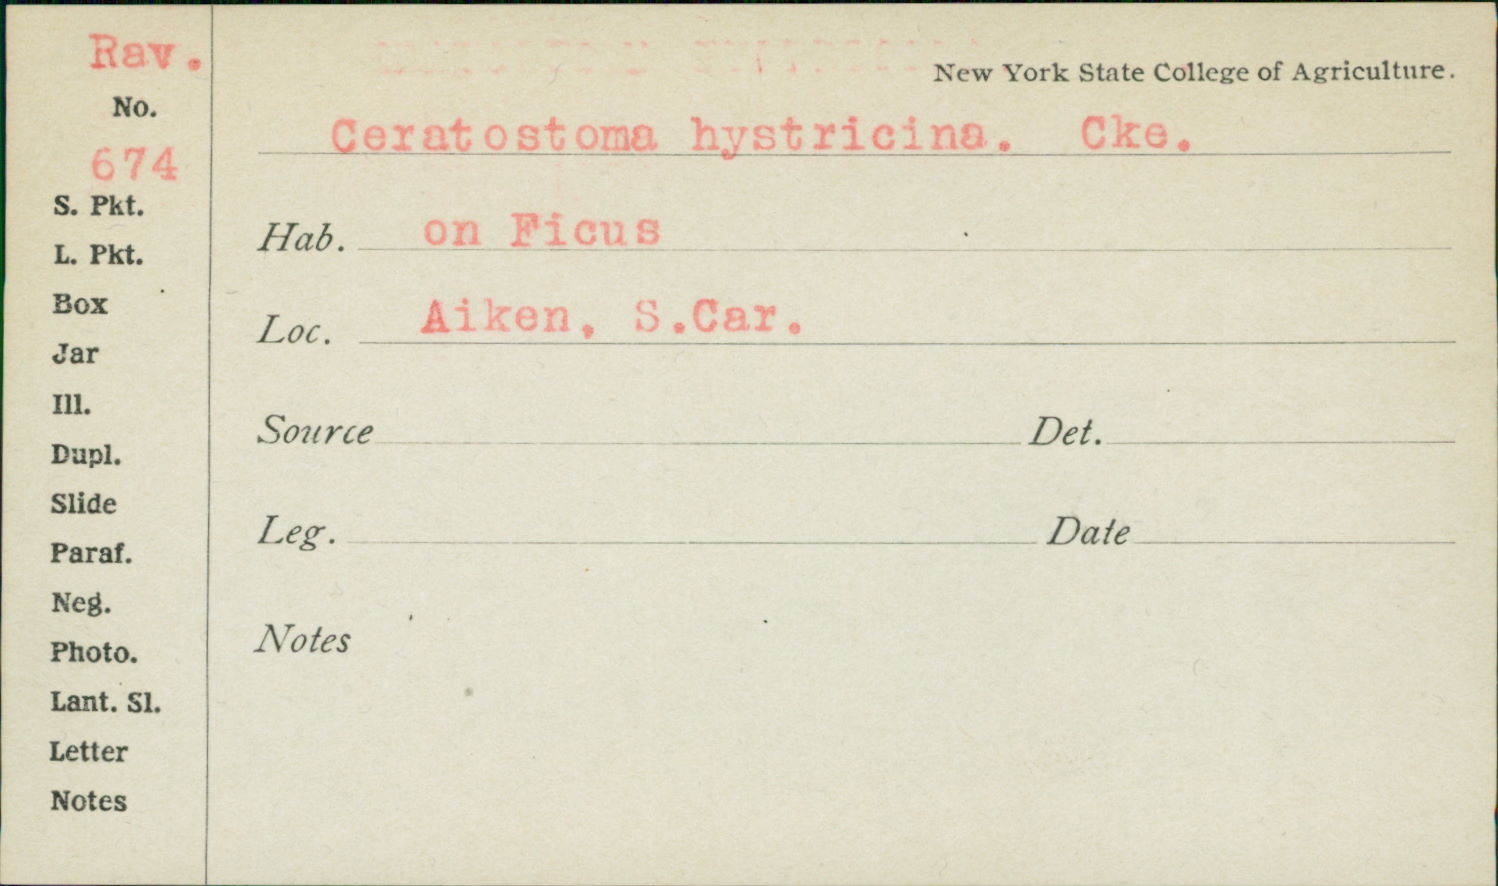 Rav.
No.
674
S. Pkt.
L. Pkt.
Box
Jar
Ill.
Dupl.
Slide
Paraf.
Neg.
Photo.
Lant. Sl.
Letter
Notes
New York State College of Agriculture.
Ceratostoma hystricina. Cke.
Hab. on Ficus
Loc. Aiken, S.Car.
Source Det.
Leg. Date
Notes